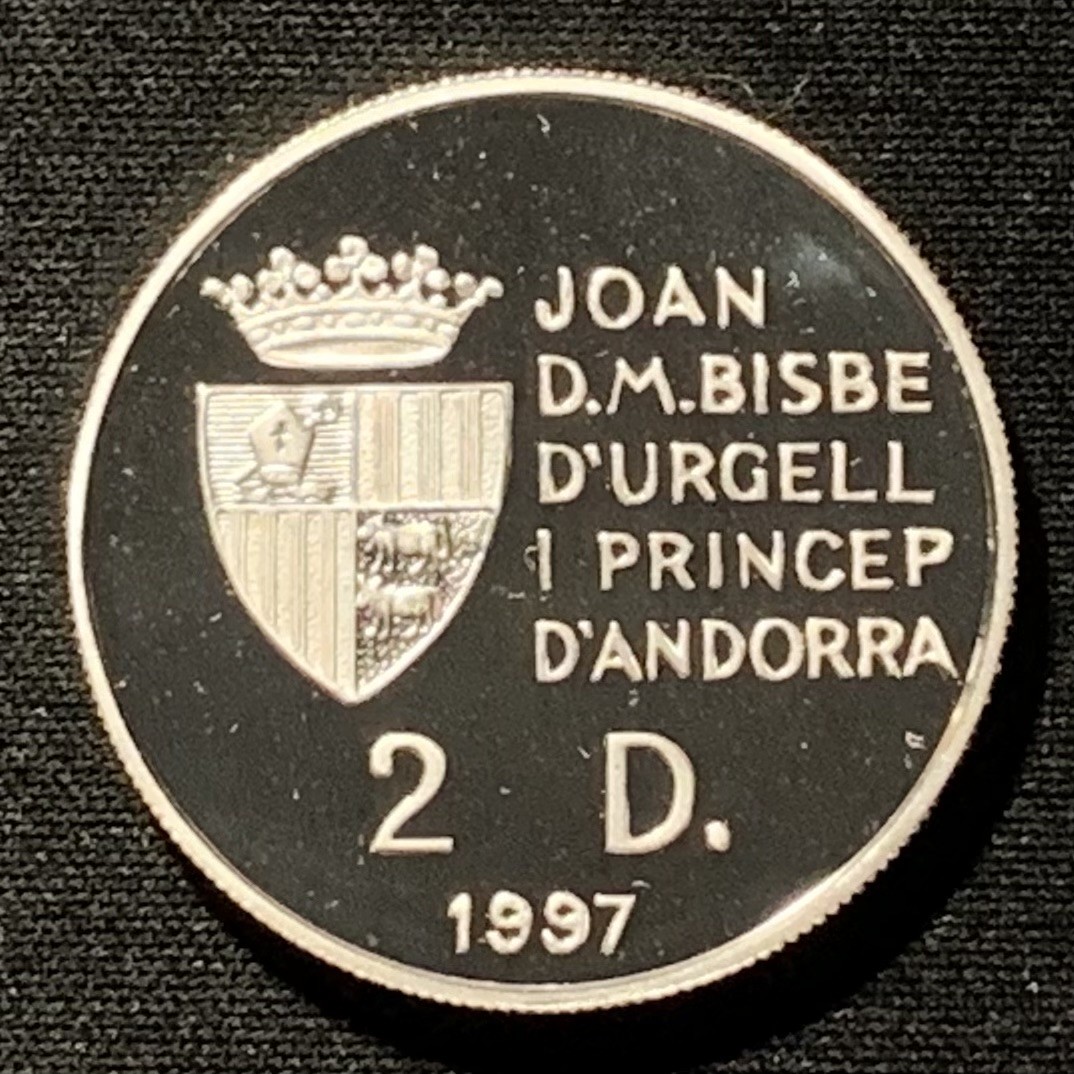 JOAN
D.M.BISBE
D'URGELL
I PRINCEP
D'ANDORRA
2 D.
1997